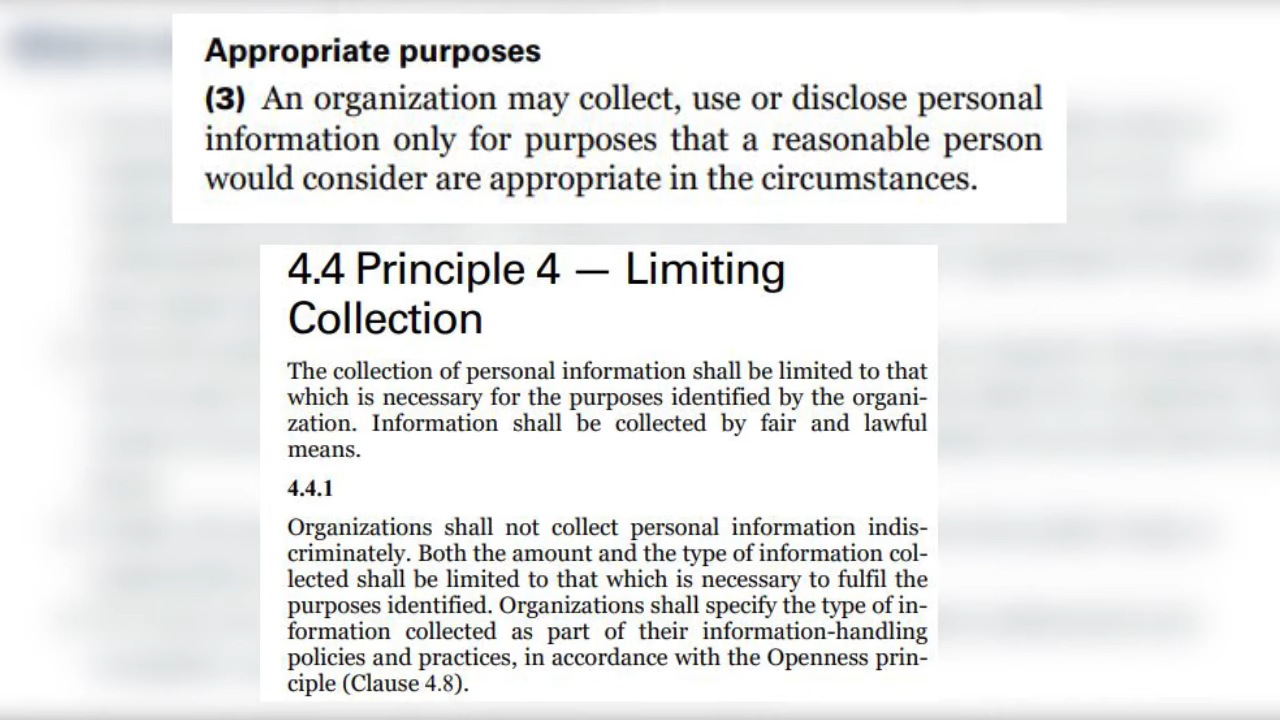 Appropriate purposes
(3) An organization may collect, use or disclose personal
information only for purposes that a reasonable person
would consider are appropriate in the circumstances.
4.4 Principle 4 — Limiting
Collection
The collection of personal information shall be limited to that
which is necessary for the purposes identified by the organi-
zation. Information shall be collected by fair and lawful
means.
4.4.1
Organizations shall not collect personal information indis-
criminately. Both the amount and the type of information col-
lected shall be limited to that which is necessary to fulfil the
purposes identified. Organizations shall specify the type of in-
formation collected as part of their information-handling
policies and practices, in accordance with the Openness prin-
ciple (Clause 4.8).